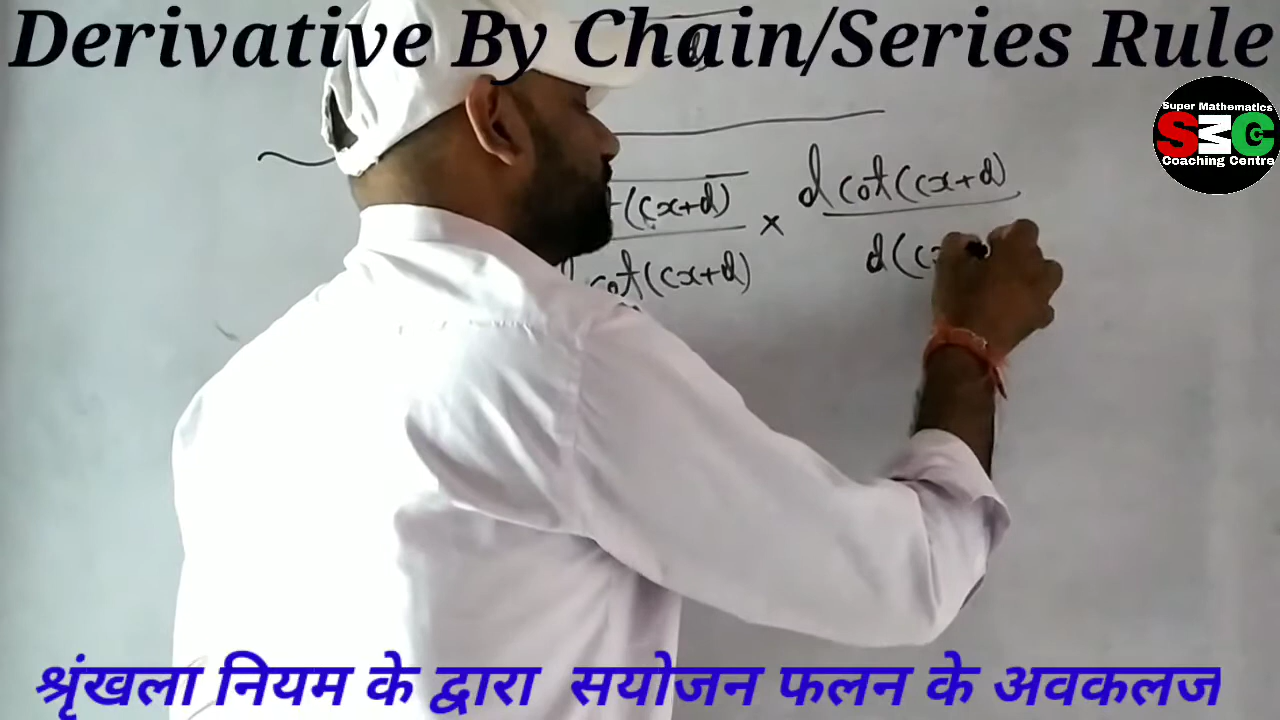 Derivative By Chain/Series Rule
Super Mathematics
SMCC
Coaching Centre
(cx+d) × d cot(cx+d)
cot(cx+d) d(c
श्रृंखला नियम के द्वारा सयोजन फलन के अवकलज